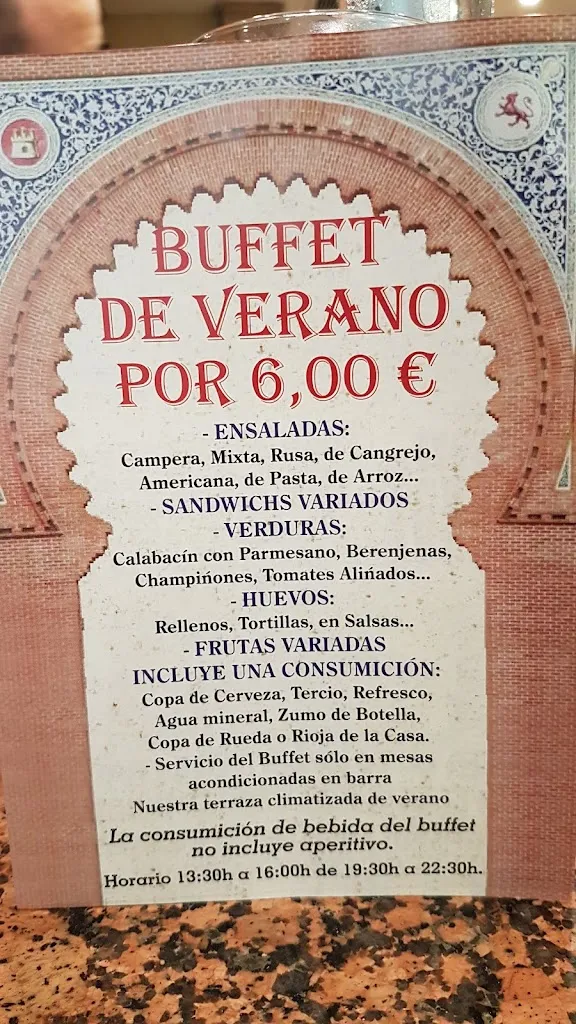 BUFFET
DE VERANO
POR 6,00 €
- ENSALADAS:
Campera, Mixta, Rusa, de Cangrejo,
Americana, de Pasta, de Arroz...
- SANDWICHS VARIADOS
- VERDURAS:
Calabacín con Parmesano, Berenjenas,
Champińones, Tomates Alińados...
- HUEVOS:
Rellenos, Tortillas, en Salsas...
- FRUTAS VARIADAS
INCLUYE UNA CONSUMICIÓN:
Copa de Cerveza, Tercio, Refresco,
Agua mineral, Zumo de Botella,
Copa de Rueda o Rioja de la Casa.
- Servicio del Buffet sólo en mesas
acondicionadas en barra
Nuestra terraza climatizada de verano
La consumición de bebida del buffet
no incluye aperitivo.
Horario 13:30h a 16:00h de 19:30h a 22:30h.